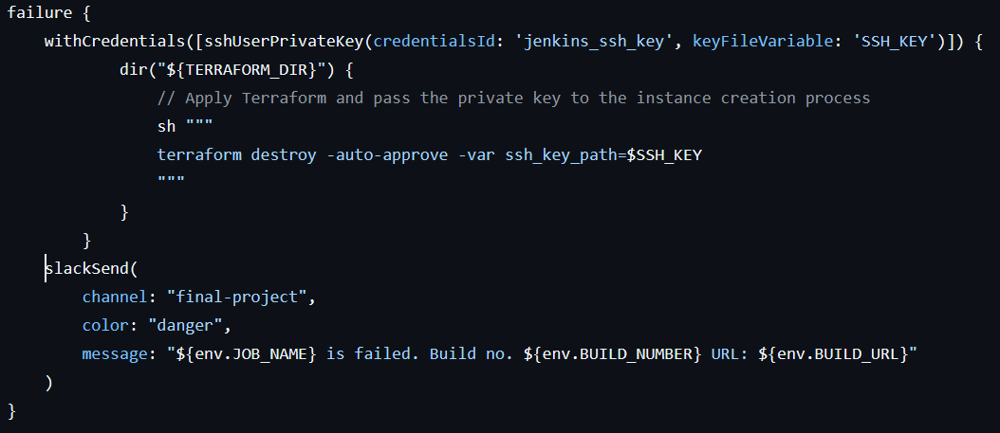 failure {
    withCredentials([sshUserPrivateKey(credentialsId: 'jenkins_ssh_key', keyFileVariable: 'SSH_KEY')]) {
            dir("${TERRAFORM_DIR}") {
                // Apply Terraform and pass the private key to the instance creation process
                sh """
                terraform destroy -auto-approve -var ssh_key_path=$SSH_KEY
                """
            }
        }
    slackSend(
        channel: "final-project",
        color: "danger",
        message: "${env.JOB_NAME} is failed. Build no. ${env.BUILD_NUMBER} URL: ${env.BUILD_URL}"
    )
}